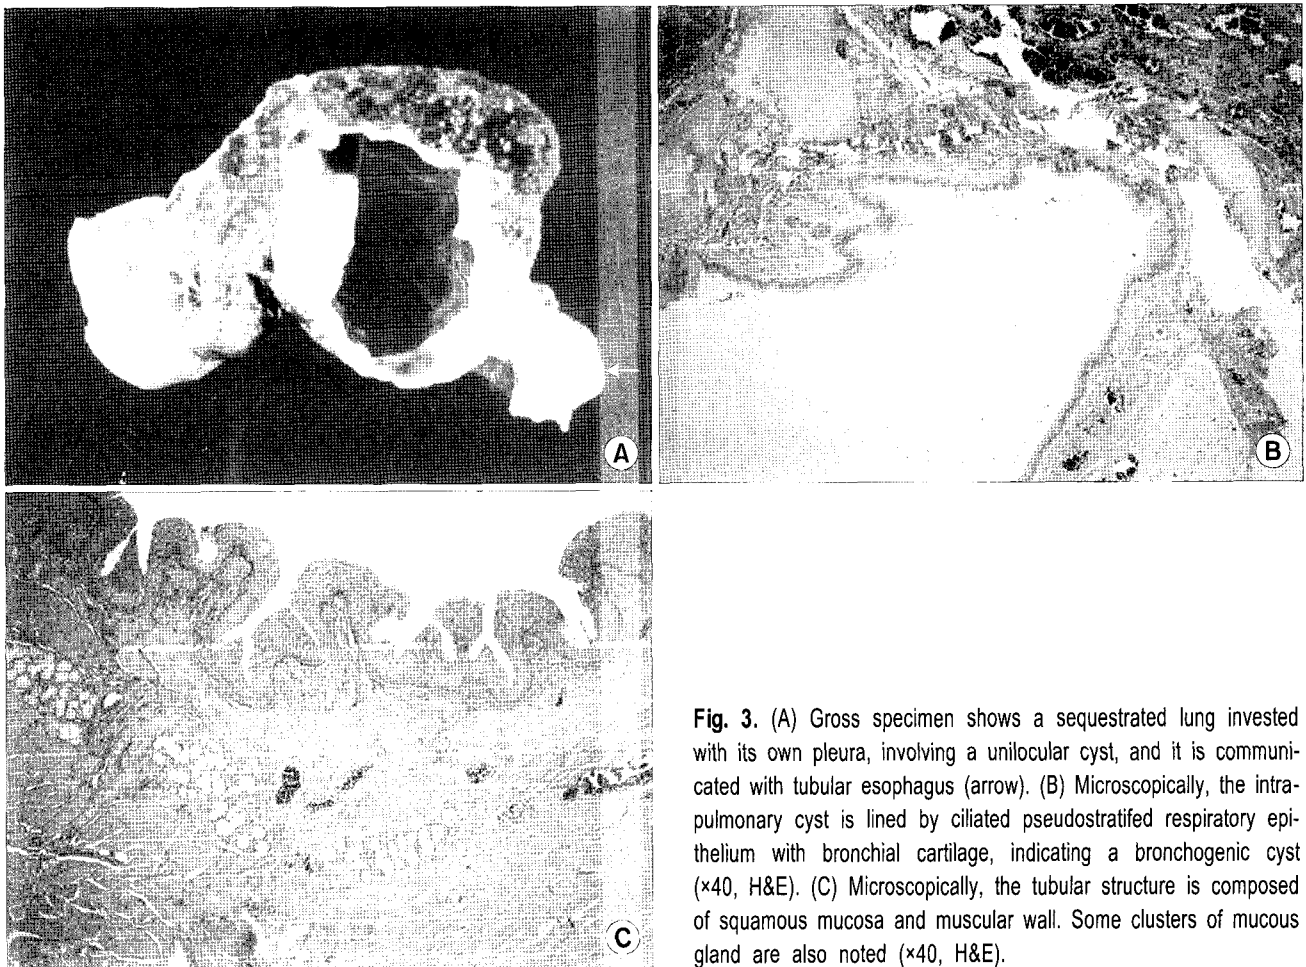 A
B
C
Fig. 3. (A) Gross specimen shows a sequestrated lung invested
with its own pleura, involving a unilocular cyst, and it is communi-
cated with tubular esophagus (arrow). (B) Microscopically, the intra-
pulmonary cyst is lined by ciliated pseudostratifed respiratory epi-
thelium with bronchial cartilage, indicating a bronchogenic cyst
(×40, H&E). (C) Microscopically, the tubular structure is composed
of squamous mucosa and muscular wall. Some clusters of mucous
gland are also noted (×40, H&E).